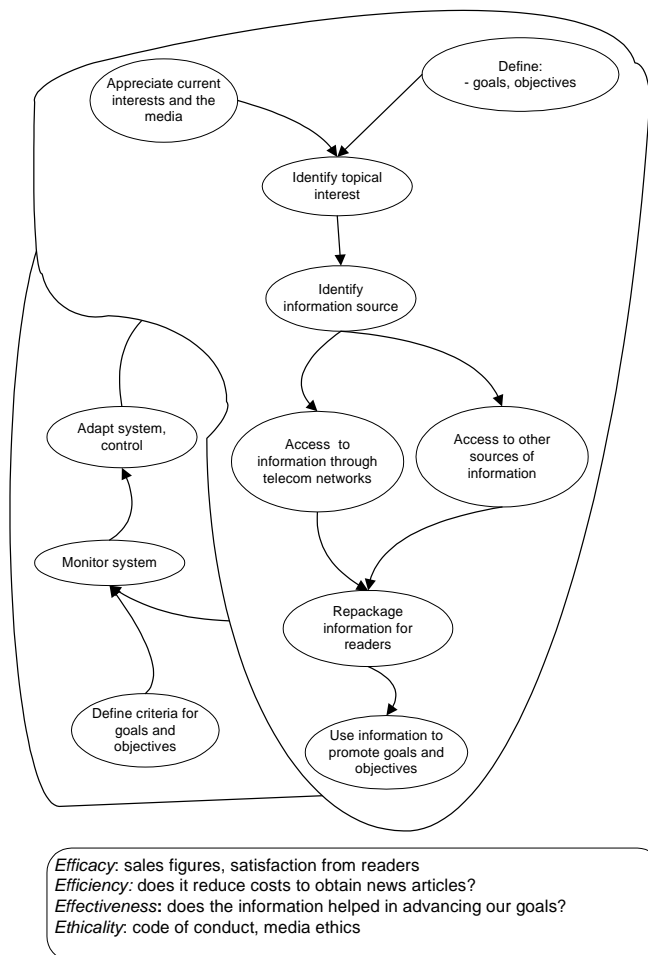 Appreciate current
interests and the
media
Define:
- goals, objectives
Identify topical
interest
Identify
information source
Adapt system,
control
Access to
information through
telecom networks
Access to other
sources of
information
Monitor system
Repackage
information for
readers
Define criteria for
goals and
objectives
Use information to
promote goals and
objectives
Efficacy: sales figures, satisfaction from readers
Efficiency: does it reduce costs to obtain news articles?
Effectiveness: does the information helped in advancing our goals?
Ethicality: code of conduct, media ethics